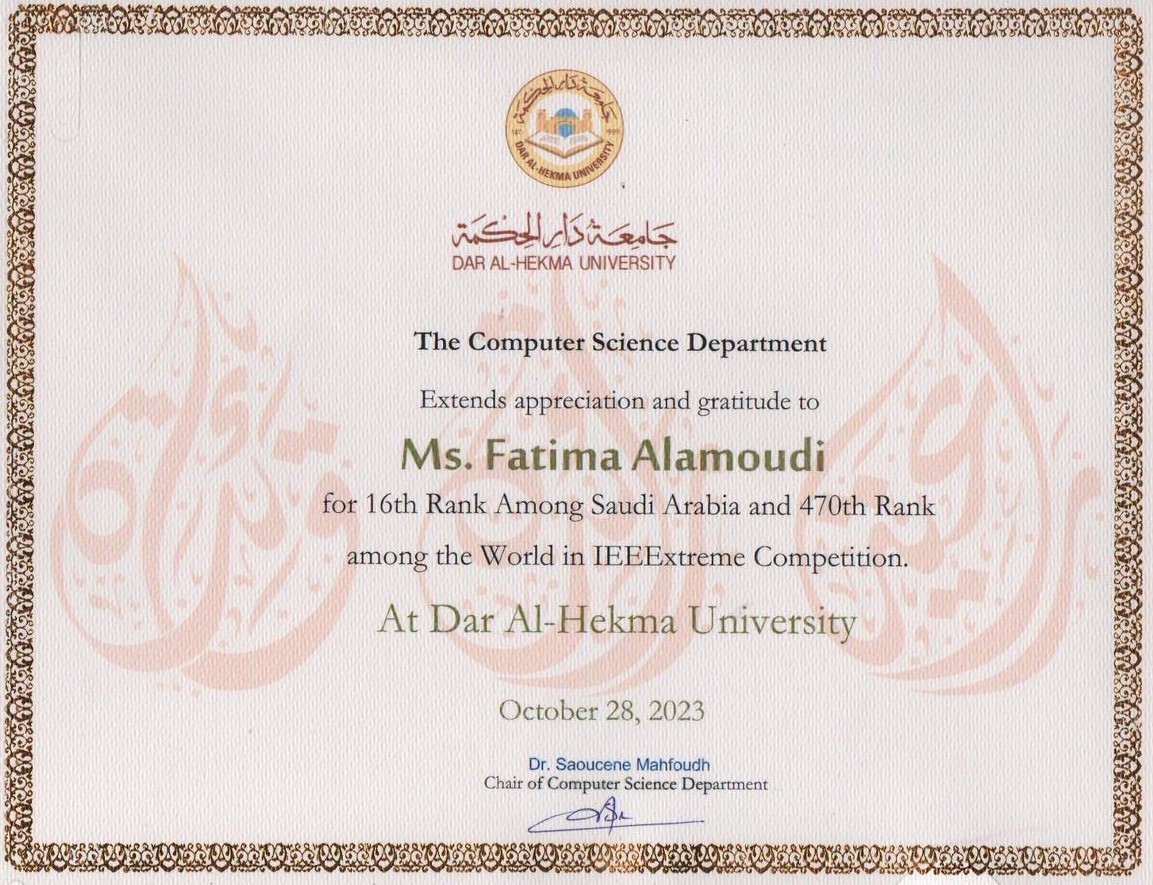 جامعة دار الحكمة
DAR AL-HEKMA UNIVERSITY
جامعة دار الحكمة
DAR AL-HEKMA UNIVERSITY
The Computer Science Department
Extends appreciation and gratitude to
Ms. Fatima Alamoudi
for 16th Rank Among Saudi Arabia and 470th Rank
among the World in IEEExtreme Competition.
At Dar Al-Hekma University
October 28, 2023
Dr. Saoucene Mahfoudh
Chair of Computer Science Department